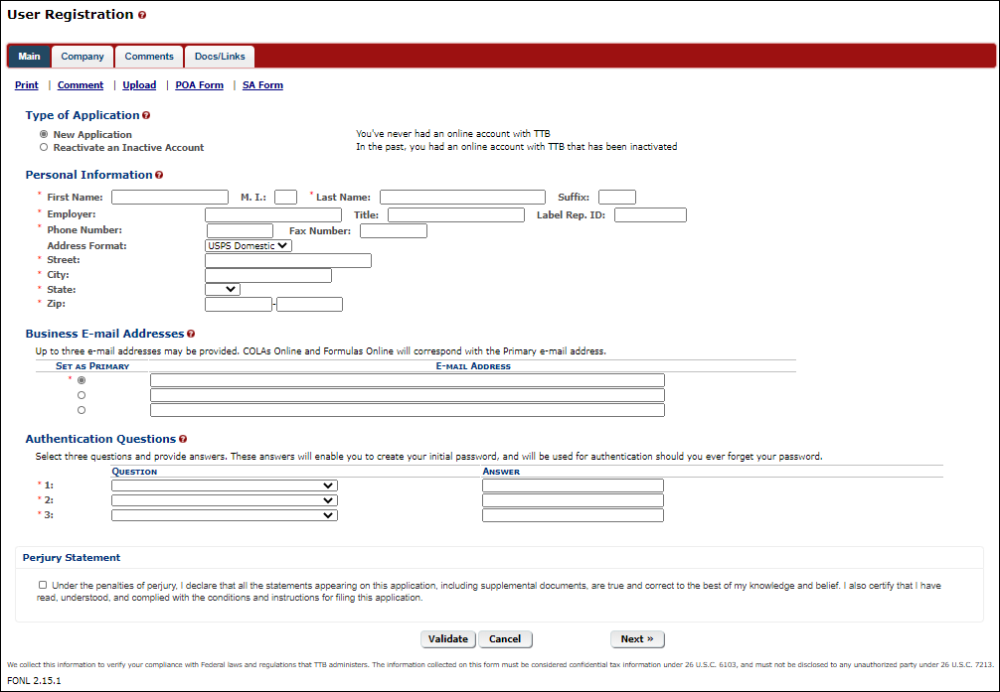 User Registration ?
Main Company Comments Docs/Links
Print | Comment | Upload | POA Form | SA Form
Type of Application ?
New Application You've never had an online account with TTB
Reactivate an Inactive Account In the past, you had an online account with TTB that has been inactivated
Personal Information ?
* First Name: M. I.: * Last Name: Suffix:
* Employer: Title: Label Rep. ID:
* Phone Number: Fax Number:
Address Format: USPS Domestic
* Street:
* City:
* State:
* Zip: -
Business E-mail Addresses ?
Up to three e-mail addresses may be provided. COLAs Online and Formulas Online will correspond with the Primary e-mail address.
Set as Primary E-mail Address
*
Authentication Questions ?
Select three questions and provide answers. These answers will enable you to create your initial password, and will be used for authentication should you ever forget your password.
Question Answer
* 1:
* 2:
* 3:
Perjury Statement
Under the penalties of perjury, I declare that all the statements appearing on this application, including supplemental documents, are true and correct to the best of my knowledge and belief. I also certify that I have
read, understood, and complied with the conditions and instructions for filing this application.
Validate Cancel Next »
We collect this information to verify your compliance with Federal laws and regulations that TTB administers. The information collected on this form must be considered confidential tax information under 26 U.S.C. 6103, and must not be disclosed to any unauthorized party under 26 U.S.C. 7213.
FONL 2.15.1